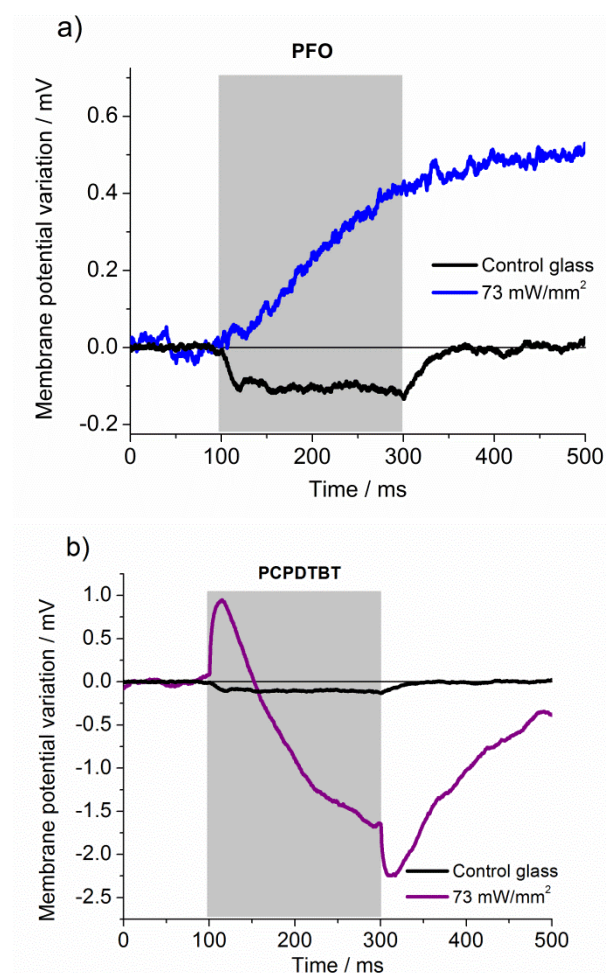 a)
PFO
Membrane potential variation / mV
0.6
0.4
0.2
0.0
-0.2
Control glass
73 mW/mm²
0 100 200 300 400 500
Time / ms
b)
PCPDTBT
Membrane potential variation / mV
1.0
0.5
0.0
-0.5
-1.0
-1.5
-2.0
-2.5
Control glass
73 mW/mm²
0 100 200 300 400 500
Time / ms